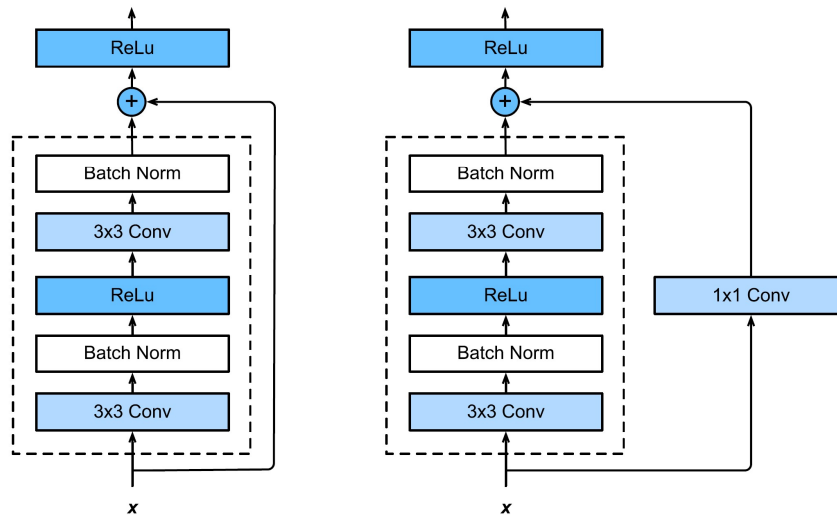 ReLu
+
Batch Norm
3x3 Conv
ReLu
Batch Norm
3x3 Conv
x
ReLu
+
Batch Norm
3x3 Conv
ReLu
Batch Norm
3x3 Conv
1x1 Conv
x